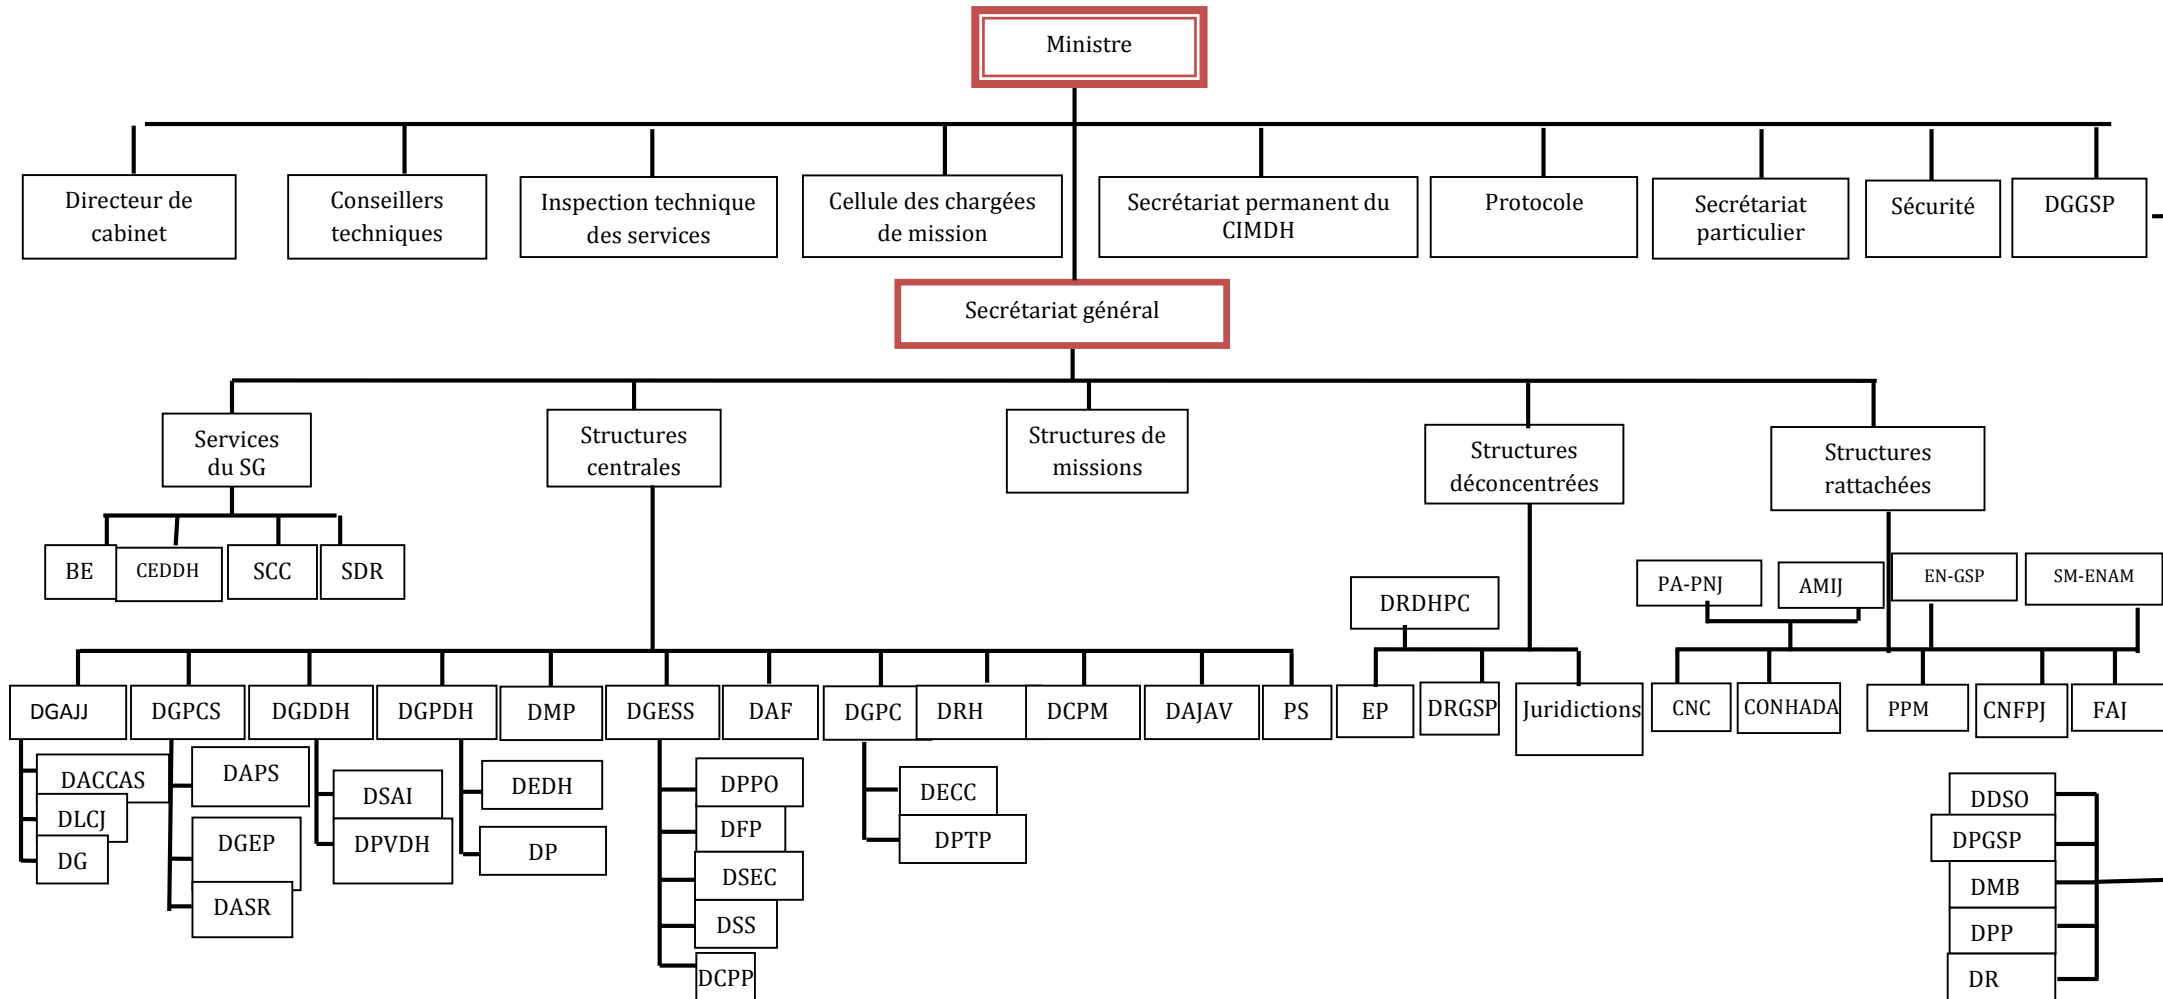 Ministre
Directeur de
cabinet
Conseillers
techniques
Inspection technique
des services
Cellule des chargées
de mission
Secrétariat permanent du
CIMDH
Protocole
Secrétariat
particulier
Sécurité
DGGSP
Secrétariat général
Services
du SG
Structures
centrales
Structures de
missions
Structures
déconcentrées
Structures
rattachées
BE
CEDDH
SCC
SDR
DRDHPC
PA-PNJ
AMIJ
EN-GSP
SM-ENAM
DGAJJ
DGPCS
DGDDH
DGPDH
DMP
DGESS
DAF
DGPC
DRH
DCPM
DAJAV
PS
EP
DRGSP
Juridictions
CNC
CONHADA
PPM
CNFPJ
FAJ
DACCAS
DLCJ
DG
DAPS
DGEP
DASR
DSAI
DPVDH
DEDH
DP
DPPO
DFP
DSEC
DSS
DCPP
DECC
DPTP
DDSO
DPGSP
DMB
DPP
DR